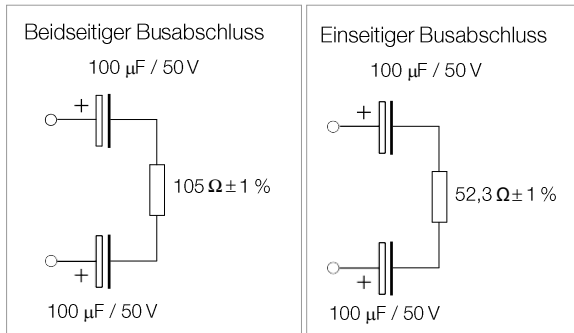 Beidseitiger Busabschluss
100 µF / 50 V
+
105 Ω ± 1 %
+
100 µF / 50 V
Einseitiger Busabschluss
100 µF / 50 V
+
52,3 Ω ± 1 %
+
100 µF / 50 V